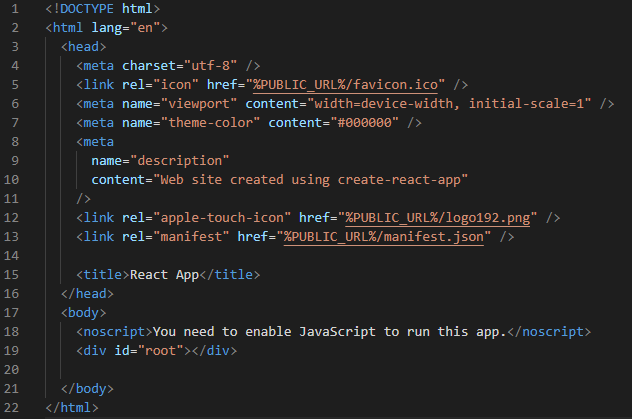 1 <!DOCTYPE html>
2 <html lang="en">
3 <head>
4 <meta charset="utf-8" />
5 <link rel="icon" href="%PUBLIC_URL%/favicon.ico" />
6 <meta name="viewport" content="width=device-width, initial-scale=1" />
7 <meta name="theme-color" content="#000000" />
8 <meta
9 name="description"
10 content="Web site created using create-react-app"
11 />
12 <link rel="apple-touch-icon" href="%PUBLIC_URL%/logo192.png" />
13 <link rel="manifest" href="%PUBLIC_URL%/manifest.json" />
14
15 <title>React App</title>
16 </head>
17 <body>
18 <noscript>You need to enable JavaScript to run this app.</noscript>
19 <div id="root"></div>
20
21 </body>
22 </html>